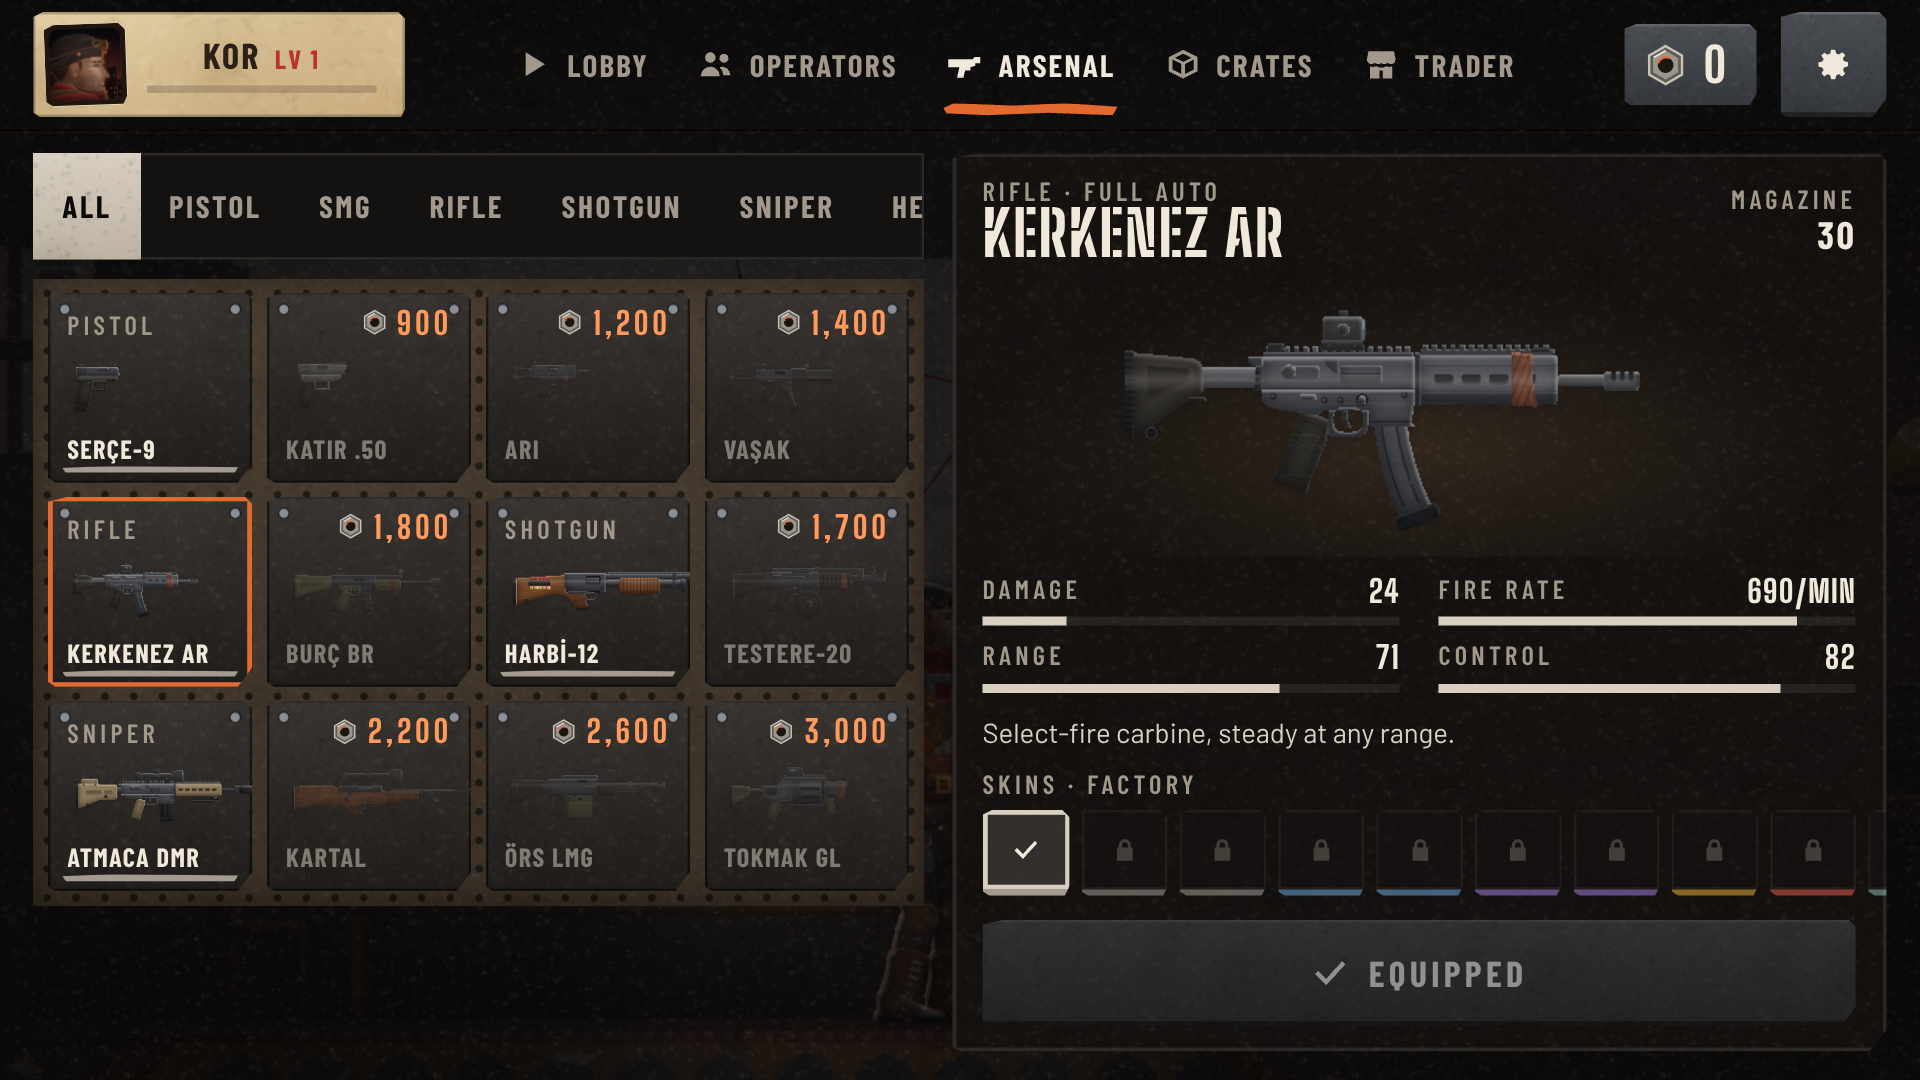 KOR LV 1
LOBBY
OPERATORS
ARSENAL
CRATES
TRADER
0
ALL
PISTOL
SMG
RIFLE
SHOTGUN
SNIPER
HE
PISTOL
SERÇE-9
900
KATIR .50
1,200
ARI
1,400
VAŞAK
RIFLE
KERKENEZ AR
1,800
BURÇ BR
SHOTGUN
HARBİ-12
1,700
TESTERE-20
SNIPER
ATMACA DMR
2,200
KARTAL
2,600
ÖRS LMG
3,000
TOKMAK GL
RIFLE · FULL AUTO
KERKENEZ AR
MAGAZINE
30
DAMAGE 24
FIRE RATE 690/MIN
RANGE 71
CONTROL 82
Select-fire carbine, steady at any range.
SKINS · FACTORY
EQUIPPED